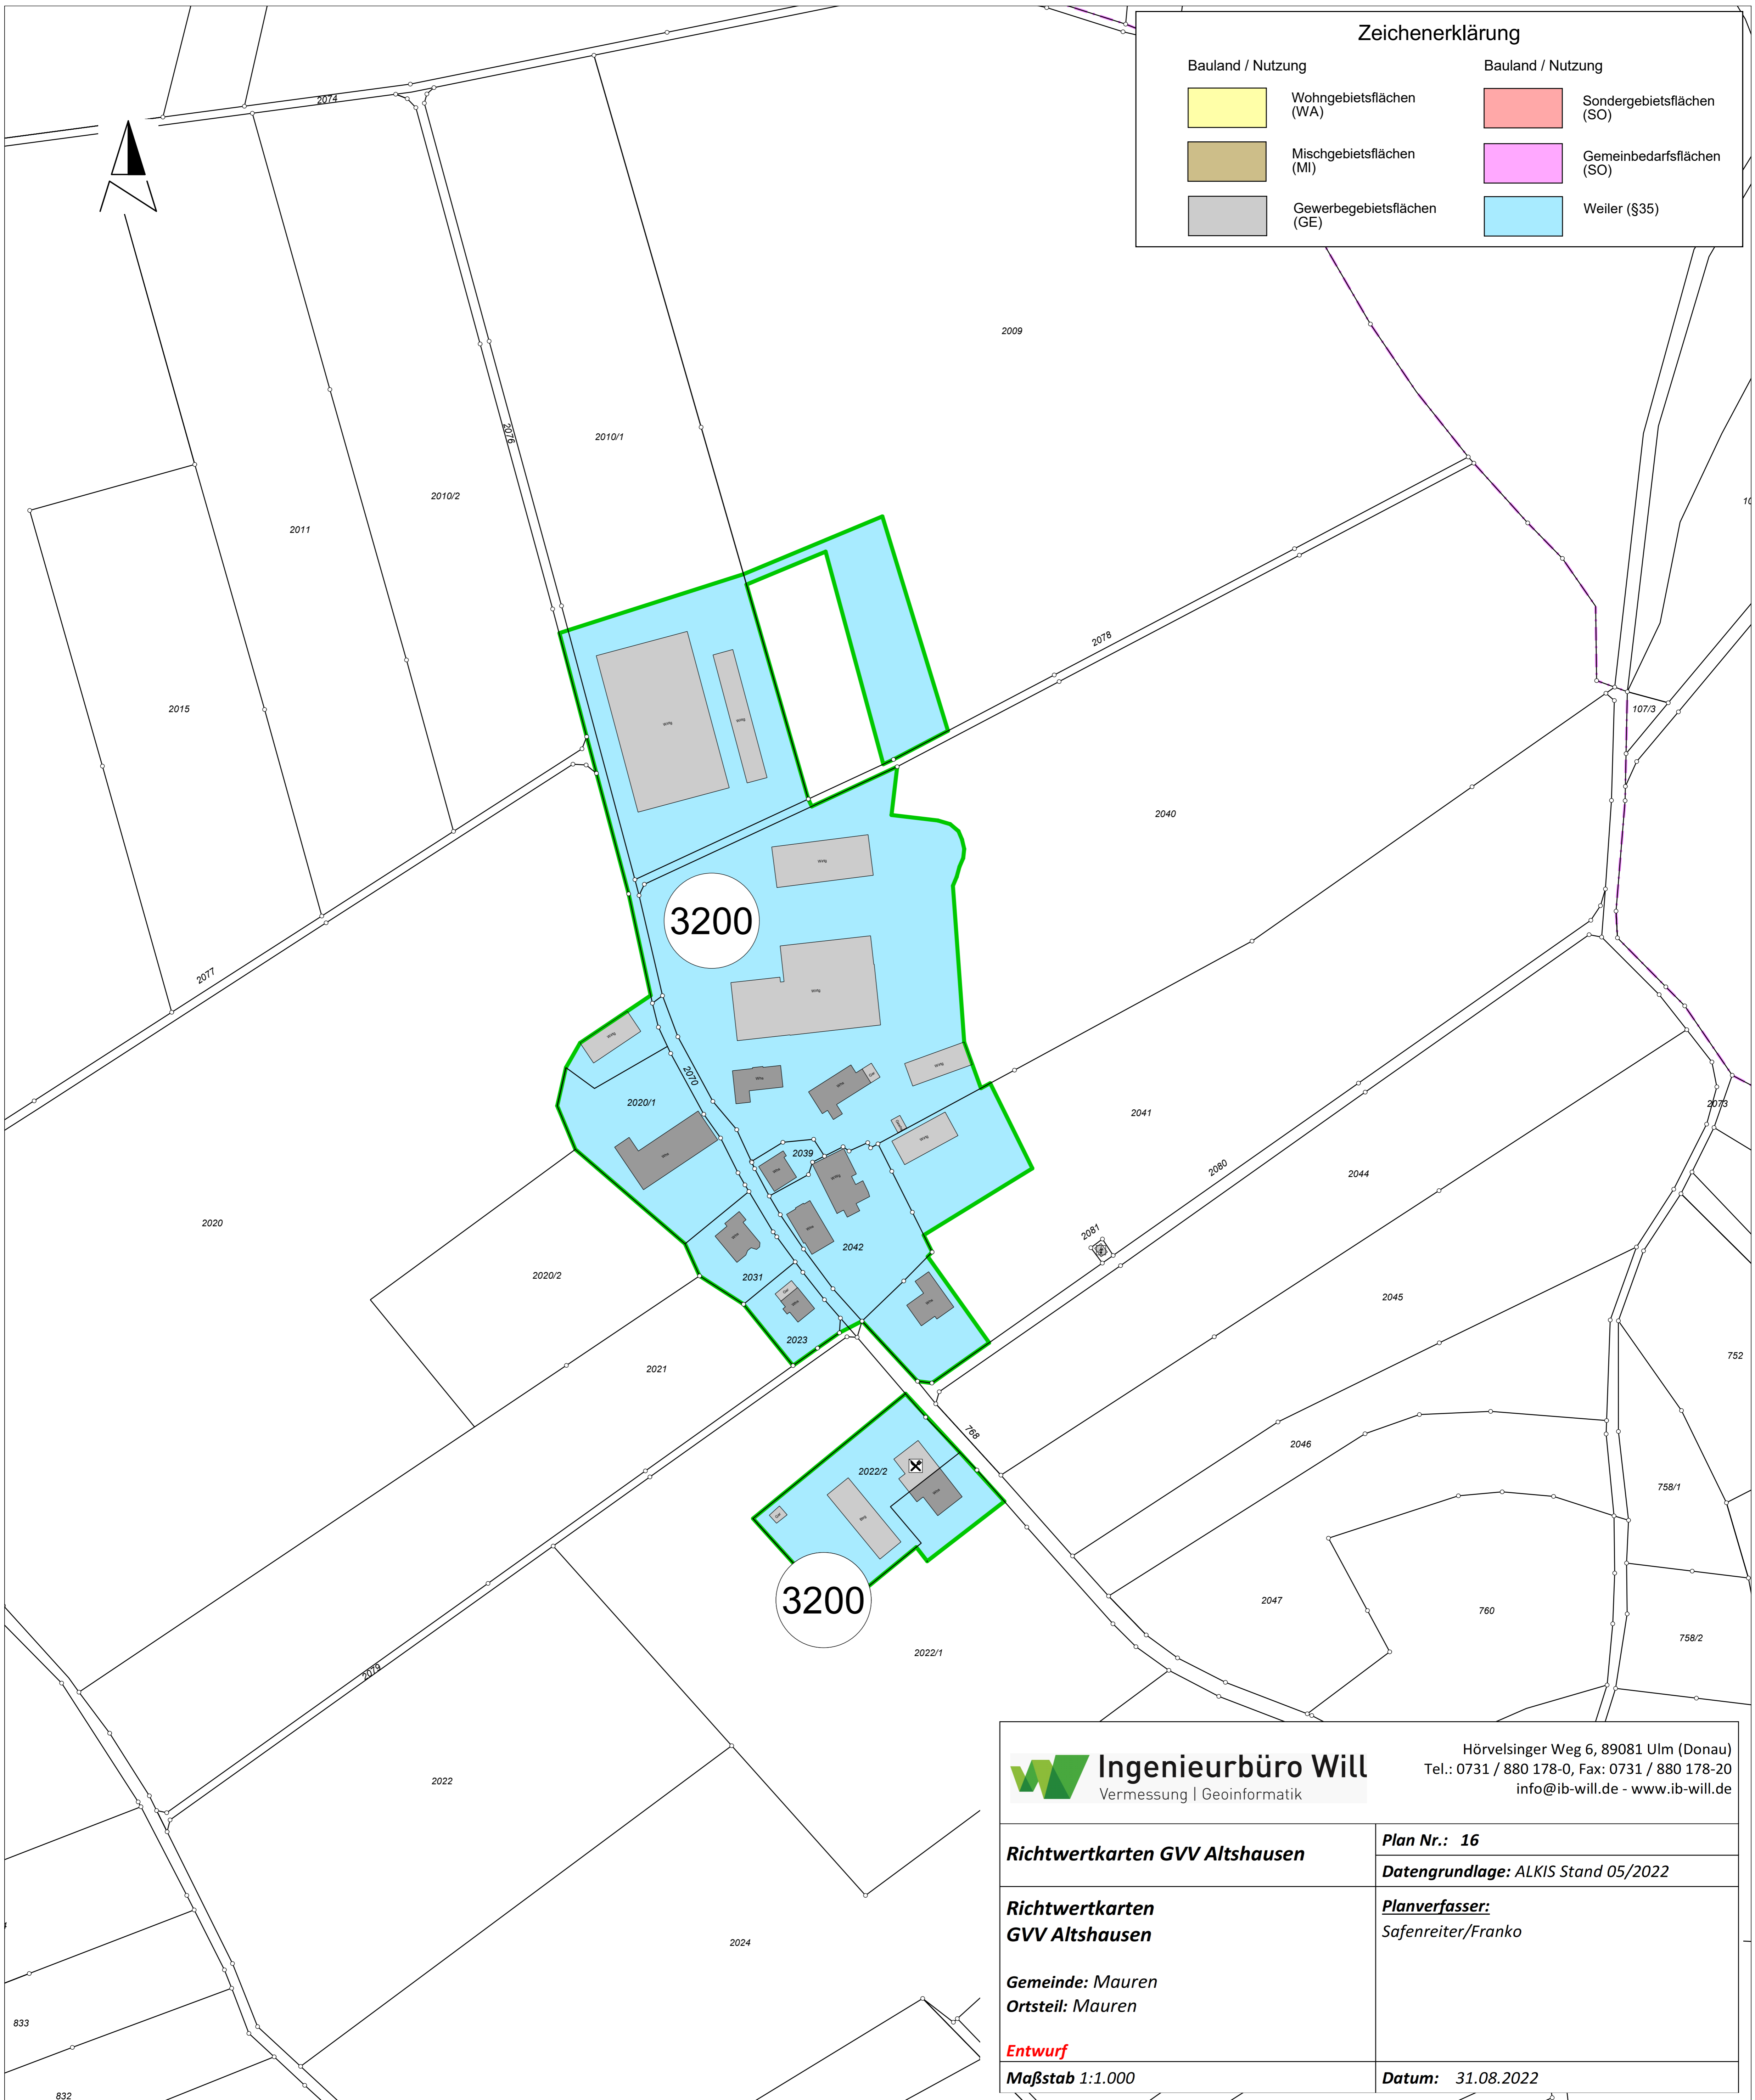 Zeichenerklärung
Bauland / Nutzung
Bauland / Nutzung
Wohngebietsflächen
(WA)
Sondergebietsflächen
(SO)
Mischgebietsflächen
(MI)
Gemeinbedarfsflächen
(SO)
Gewerbegebietsflächen
(GE)
Weiler (§35)
2074
2009
2076
2010/1
2010/2
2011
2015
2078
107/3
2040
2077
3200
2070
2020/1
2041
2073
2039
2080
2044
2020
2081
2042
2020/2
2031
2045
2023
2021
752
768
2046
2022/2
758/1
3200
2047
760
758/2
2022/1
2079
2022
2024
833
832
Ingenieurbüro Will
Vermessung | Geoinformatik
Hörvelsinger Weg 6, 89081 Ulm (Donau)
Tel.: 0731 / 880 178-0, Fax: 0731 / 880 178-20
info@ib-will.de - www.ib-will.de
Richtwertkarten GVV Altshausen
Plan Nr.: 16
Datengrundlage: ALKIS Stand 05/2022
Richtwertkarten
GVV Altshausen
Planverfasser:
Safenreiter/Franko
Gemeinde: Mauren
Ortsteil: Mauren
Entwurf
Maßstab 1:1.000
Datum: 31.08.2022